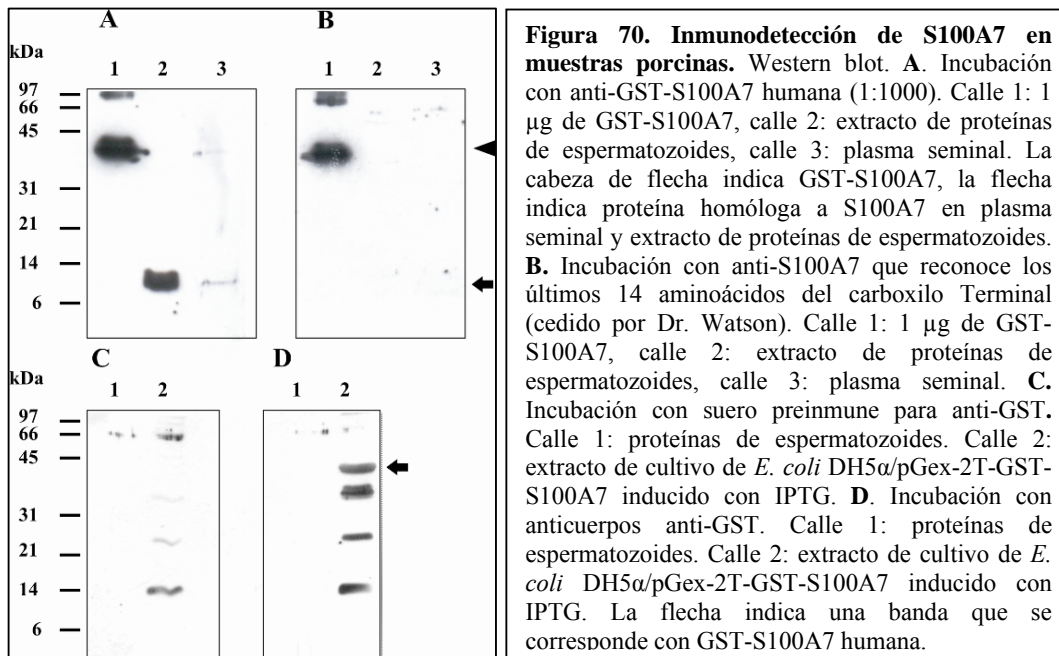 A B
kDa
1 2 3 1 2 3
97
66
45
31
21
14
6
C D
kDa
1 2 1 2
97
66
45
31
21
14
6
Figura 70. Inmunodetección de S100A7 en
muestras porcinas. Western blot. A. Incubación
con anti-GST-S100A7 humana (1:1000). Calle 1: 1
µg de GST-S100A7, calle 2: extracto de proteínas
de espermatozoides, calle 3: plasma seminal. La
cabeza de flecha indica GST-S100A7, la flecha
indica proteína homóloga a S100A7 en plasma
seminal y extracto de proteínas de espermatozoides.
B. Incubación con anti-S100A7 que reconoce los
últimos 14 aminoácidos del carboxilo Terminal
(cedido por Dr. Watson). Calle 1: 1 µg de GST-
S100A7, calle 2: extracto de proteínas de
espermatozoides, calle 3: plasma seminal. C.
Incubación con suero preinmune para anti-GST.
Calle 1: proteínas de espermatozoides. Calle 2:
extracto de cultivo de E. coli DH5α/pGex-2T-GST-
S100A7 inducido con IPTG. D. Incubación con
anticuerpos anti-GST. Calle 1: proteínas de
espermatozoides. Calle 2: extracto de cultivo de E.
coli DH5α/pGex-2T-GST-S100A7 inducido con
IPTG. La flecha indica una banda que se
corresponde con GST-S100A7 humana.